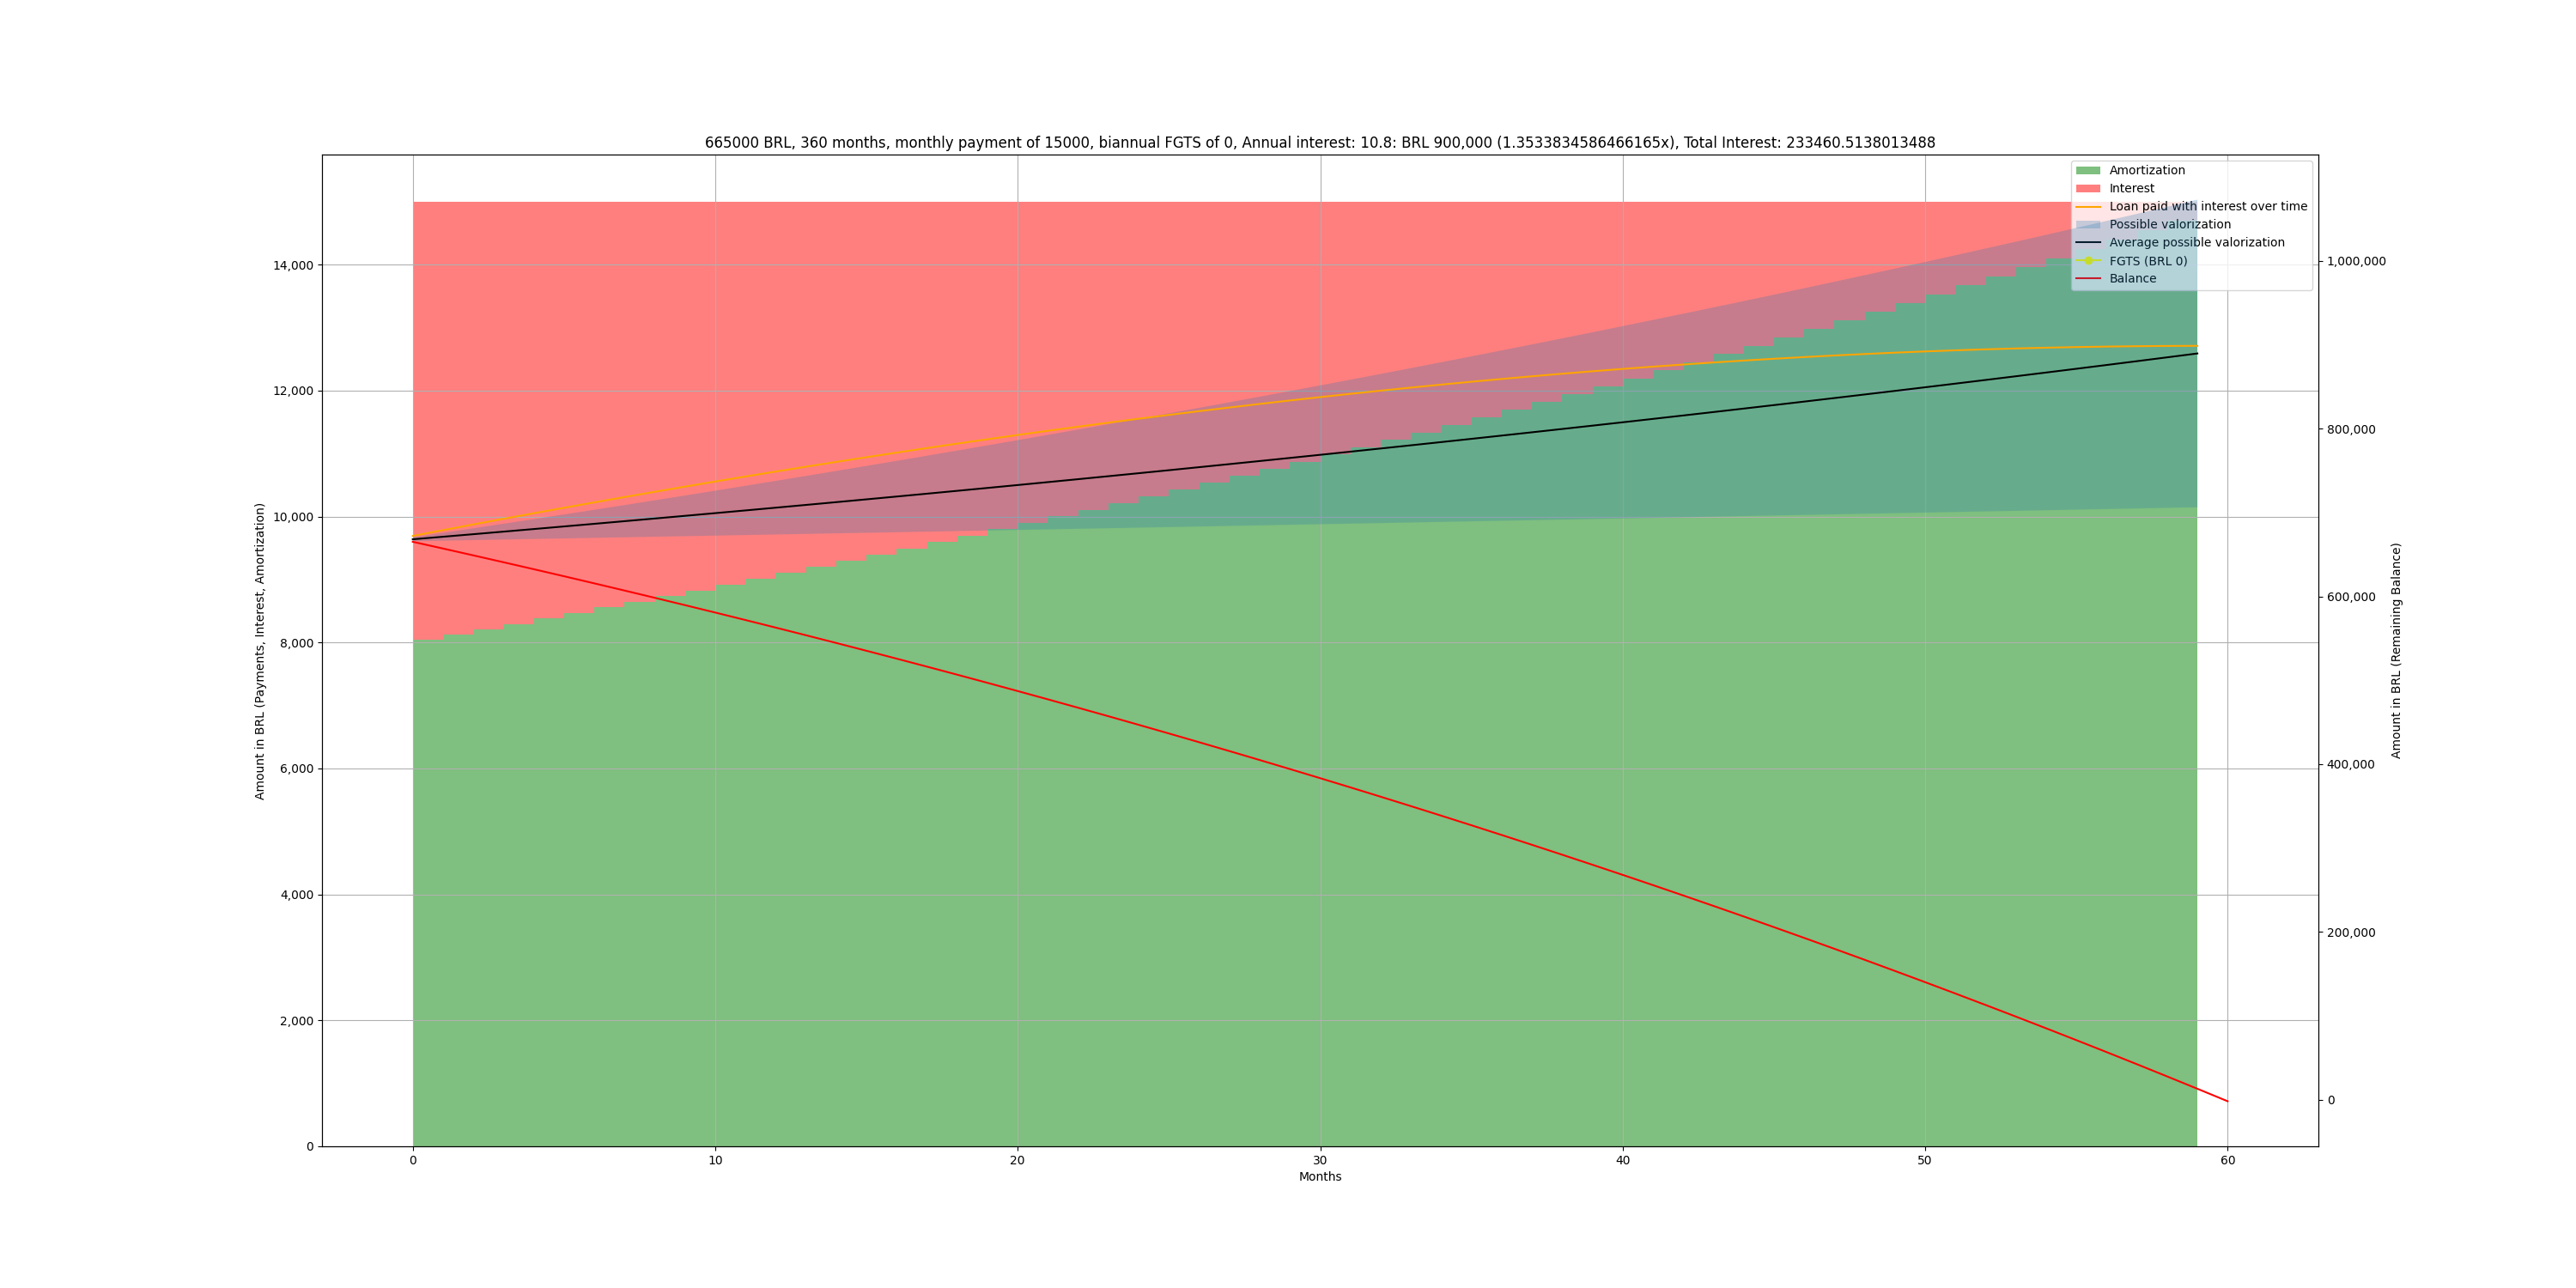 665000 BRL, 360 months, monthly payment of 15000, biannual FGTS of 0, Annual interest: 10.8: BRL 900,000 (1.3533834586466165x), Total Interest: 233460.5138013488
Amortization
Interest
Loan paid with interest over time
Possible valorization
Average possible valorization
FGTS (BRL 0)
Balance
Amount in BRL (Payments, Interest, Amortization)
14,000
12,000
10,000
8,000
6,000
4,000
2,000
0
0
10
20
30
40
50
60
Months
1,000,000
800,000
600,000
400,000
200,000
0
Amount in BRL (Remaining Balance)